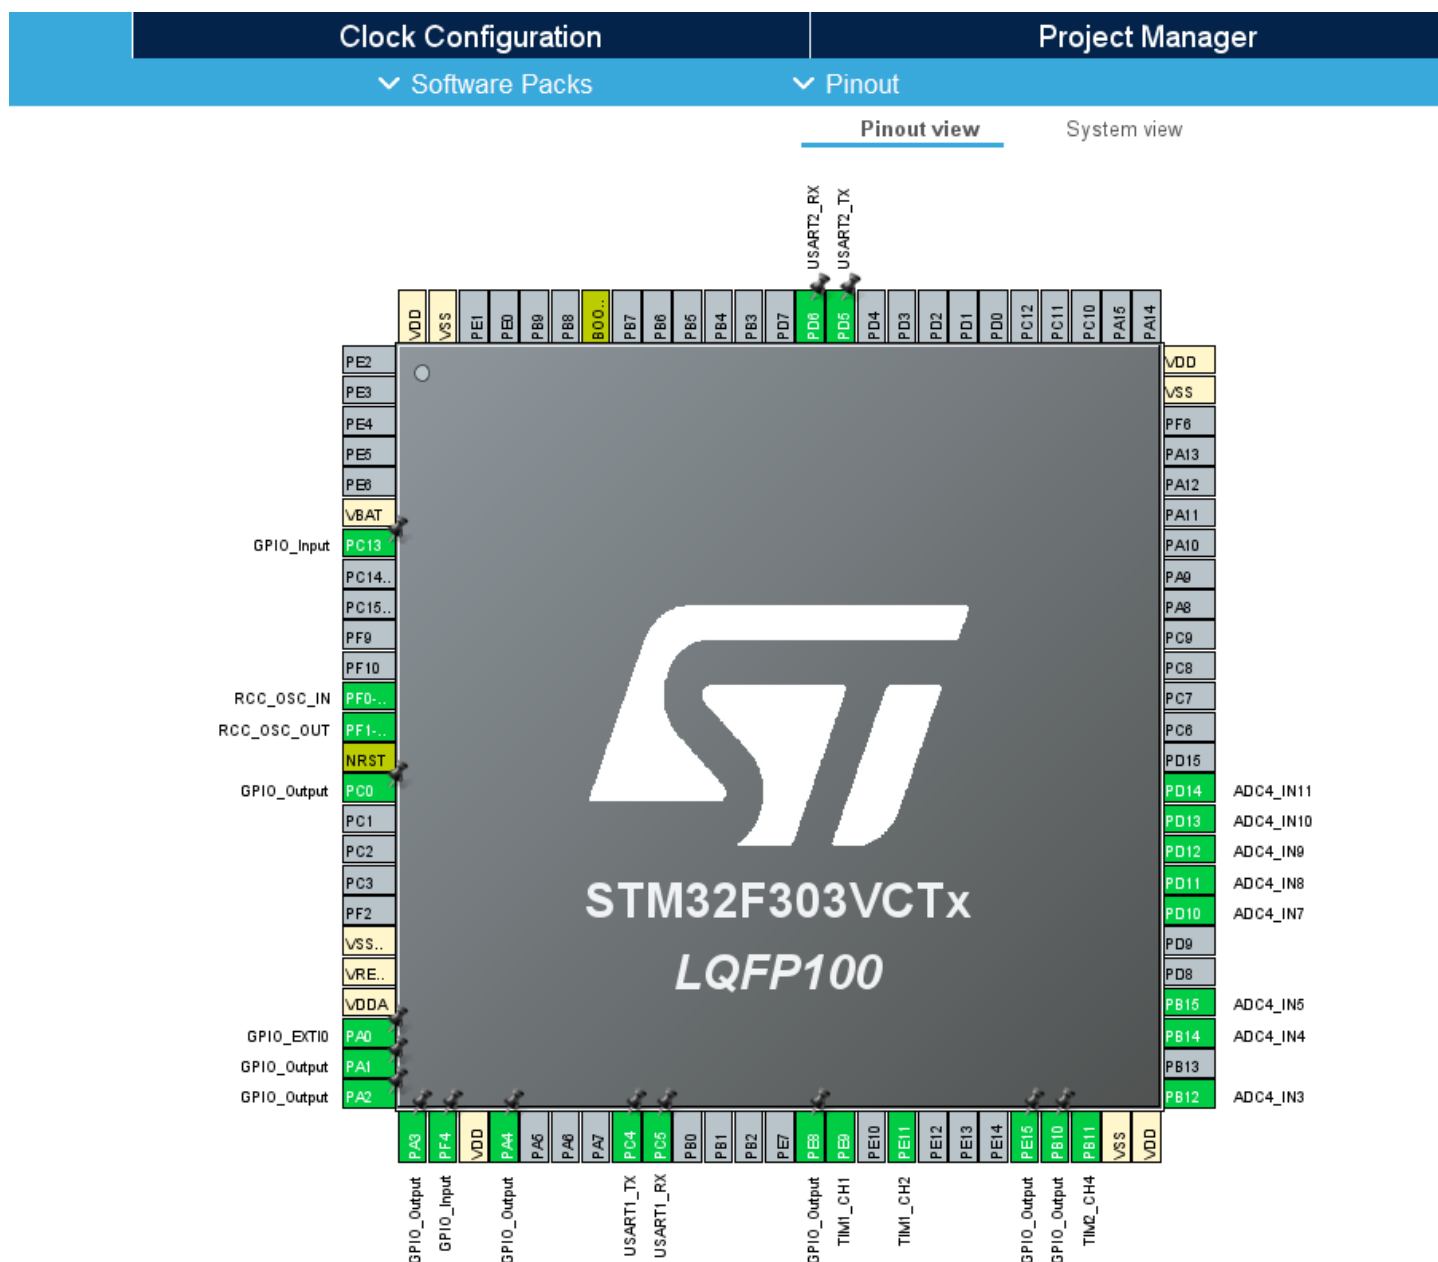 Clock Configuration
Project Manager
Software Packs
Pinout
Pinout view
System view
USART2_RX
USART2_TX
VDD
VSS
PE1
PE0
PB9
PB8
BOO..
PB7
PB6
PB5
PB4
PB3
PD7
PD6
PD5
PD4
PD3
PD2
PD1
PD0
PC12
PC11
PC10
PA15
PA14
PE2
PE3
PE4
PE5
PE6
VBAT
GPIO_Input PC13
PC14..
PC15..
PF9
PF10
RCC_OSC_IN PF0-..
RCC_OSC_OUT PF1-..
NRST
GPIO_Output PC0
PC1
PC2
PC3
PF2
VSS..
VRE..
VDDA
GPIO_EXTI0 PA0
GPIO_Output PA1
GPIO_Output PA2
STM32F303VCTx
LQFP100
VDD
VSS
PF6
PA13
PA12
PA11
PA10
PA9
PA8
PC9
PC8
PC7
PC6
PD15
PD14 ADC4_IN11
PD13 ADC4_IN10
PD12 ADC4_IN9
PD11 ADC4_IN8
PD10 ADC4_IN7
PD9
PD8
PB15 ADC4_IN5
PB14 ADC4_IN4
PB13
PB12 ADC4_IN3
PA3
PF4
VDD
PA4
PA5
PA6
PA7
PC4
PC5
PB0
PB1
PB2
PE7
PE8
PE9
PE10
PE11
PE12
PE13
PE14
PE15
PB10
PB11
VSS
VDD
GPIO_Output
GPIO_Input
GPIO_Output
USART1_TX
USART1_RX
GPIO_Output
TIM1_CH1
TIM1_CH2
GPIO_Output
GPIO_Output
TIM2_CH4